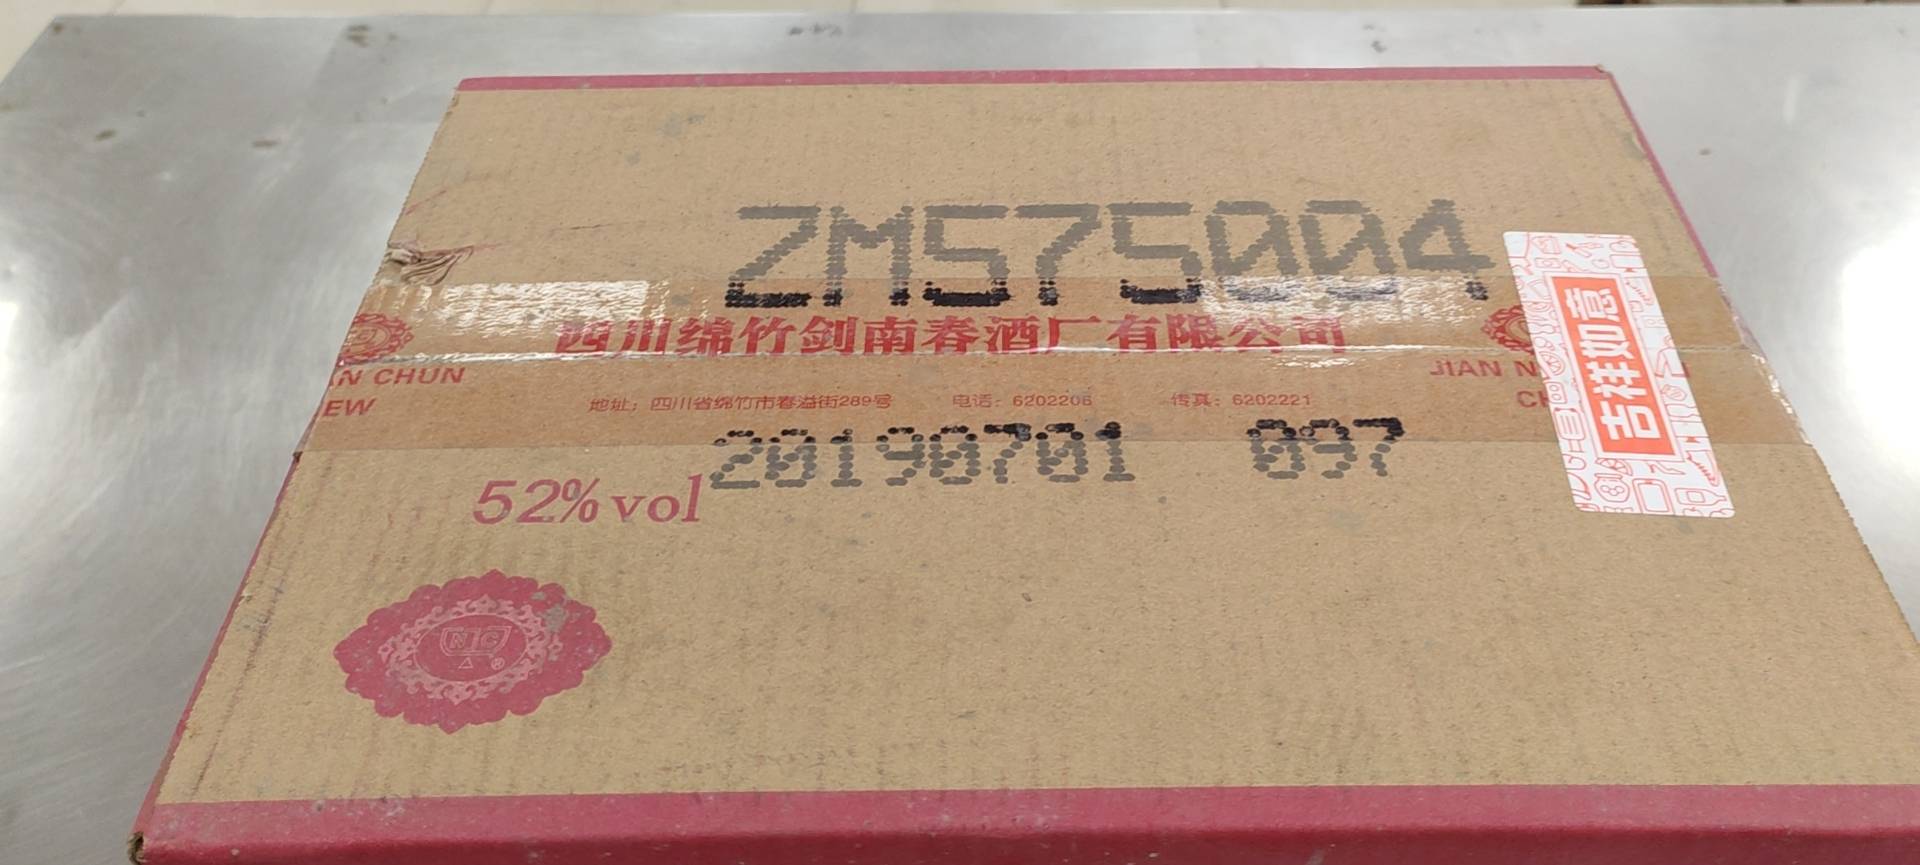 ZM575004
四川绵竹剑南春酒厂有限公司
N CHUN
EW
JIAN N
CH
地址：四川省绵竹市春溢街289号 电话：6202206 传真：6202221
20190701 097
52% vol
NC
®
吉祥如意